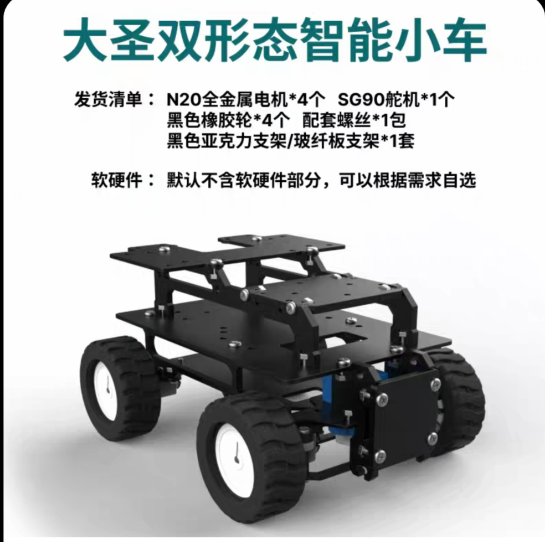 大圣双形态智能小车
发货清单： N20全金属电机*4个 SG90舵机*1个
黑色橡胶轮*4个 配套螺丝*1包
黑色亚克力支架/玻纤板支架*1套
软硬件： 默认不含软硬件部分，可以根据需求自选